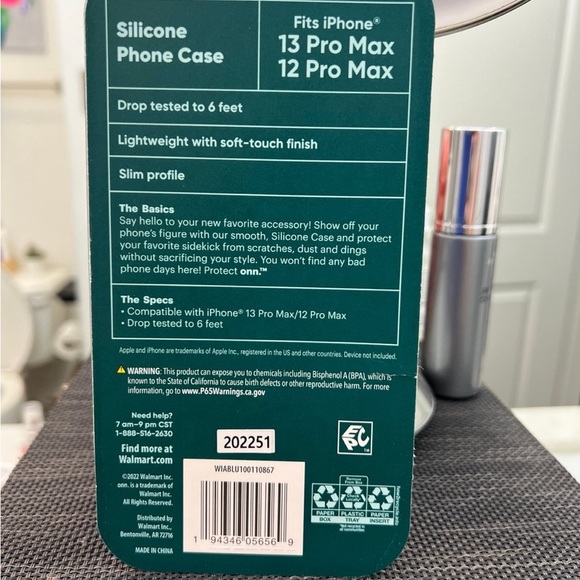 Silicone
Phone Case
Fits iPhone®
13 Pro Max
12 Pro Max
Drop tested to 6 feet
Lightweight with soft-touch finish
Slim profile
The Basics
Say hello to your new favorite accessory! Show off your
phone's figure with our smooth, Silicone Case and protect
your favorite sidekick from scratches, dust and dings
without sacrificing your style. You won't find any bad
phone days here! Protect onn.™
The Specs
• Compatible with iPhone® 13 Pro Max/12 Pro Max
• Drop tested to 6 feet
Apple and iPhone are trademarks of Apple Inc., registered in the US and other countries. Device not included.
WARNING: This product can expose you to chemicals including Bisphenol A (BPA), which is
known to the State of California to cause birth defects or other reproductive harm. For more
information, go to www.P65Warnings.ca.gov
Need help?
7 am–9 pm CST
1-888-516-2630
Find more at
Walmart.com
©2022 Walmart Inc.
onn. is a trademark of
Walmart Inc.
All Rights Reserved.
Distributed by
Walmart Inc.,
Bentonville, AR 72716
MADE IN CHINA
202251
WIABLU100110867
1 94346 05656 9
PAPER
BOX
PLASTIC
TRAY
PAPER
INSERT